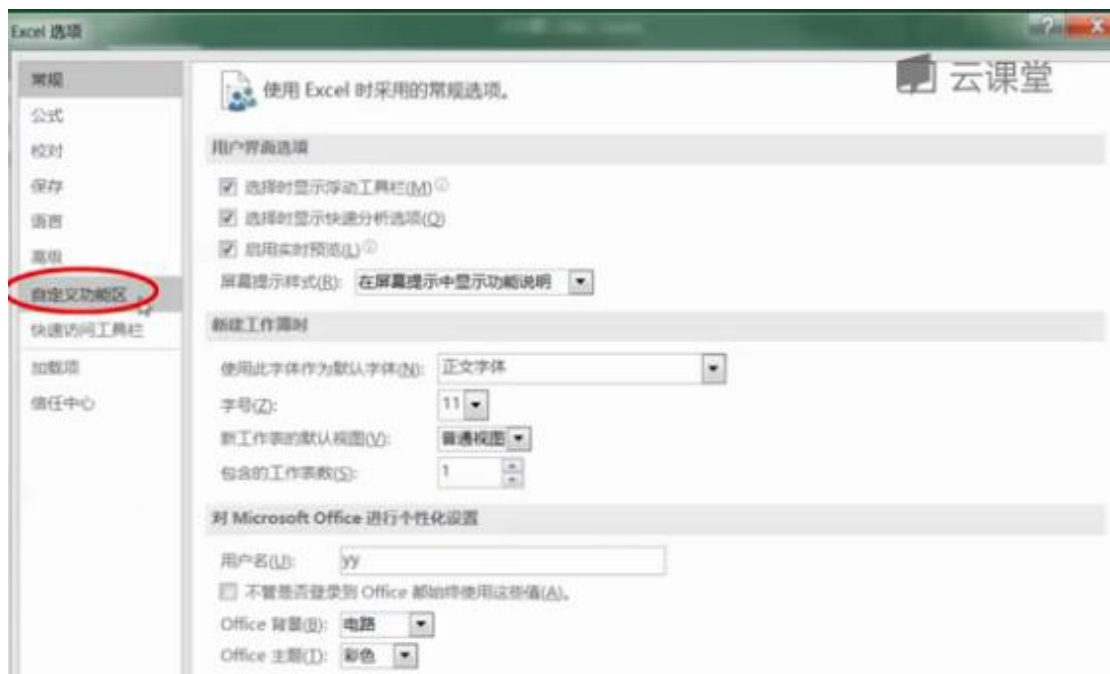 Excel 选项
云课堂
常规
公式
校对
保存
语言
高级
自定义功能区
快速访问工具栏
加载项
信任中心
使用 Excel 时采用的常规选项。
用户界面选项
选择时显示浮动工具栏(M)
选择时显示快速分析选项(Q)
启用实时预览(L)
屏幕提示样式(R): 在屏幕提示中显示功能说明
新建工作簿时
使用此字体作为默认字体(N): 正文字体
字号(Z): 11
新工作表的默认视图(V): 普通视图
包含的工作表数(S): 1
对 Microsoft Office 进行个性化设置
用户名(U): yy
不管是否登录到 Office 都始终使用这些值(A)。
Office 背景(B): 电路
Office 主题(T): 彩色